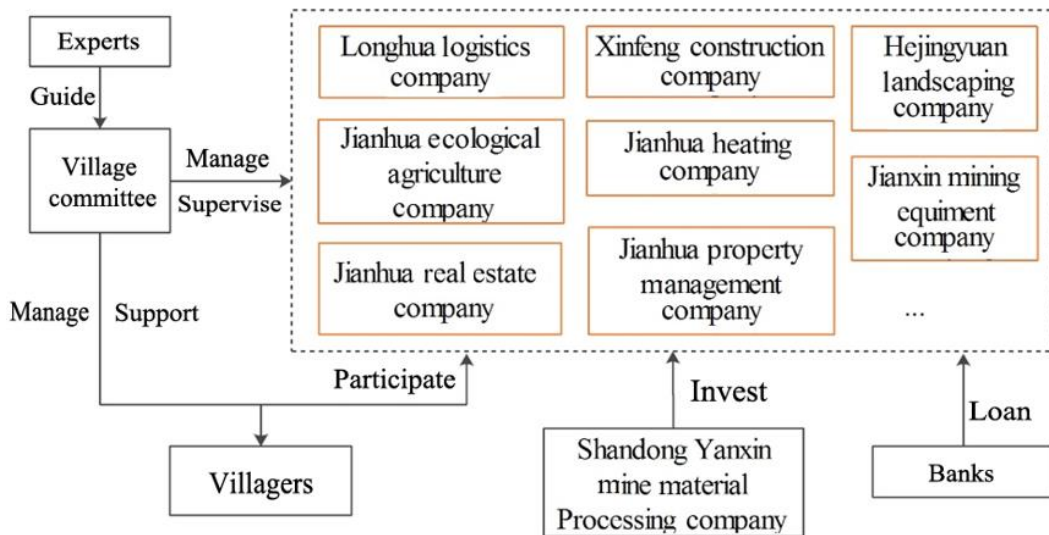 Experts
Guide
Village
committee
Manage
Supervise
Manage
Support
Longhua logistics
company
Jianhua ecological
agriculture
company
Jianhua real estate
company
Xinfeng construction
company
Jianhua heating
company
Jianhua property
management
company
Hejingyuan
landscaping
company
Jianxin mining
equiment
company
...
Participate
Invest
Loan
Villagers
Shandong Yanxin
mine material
Processing company
Banks